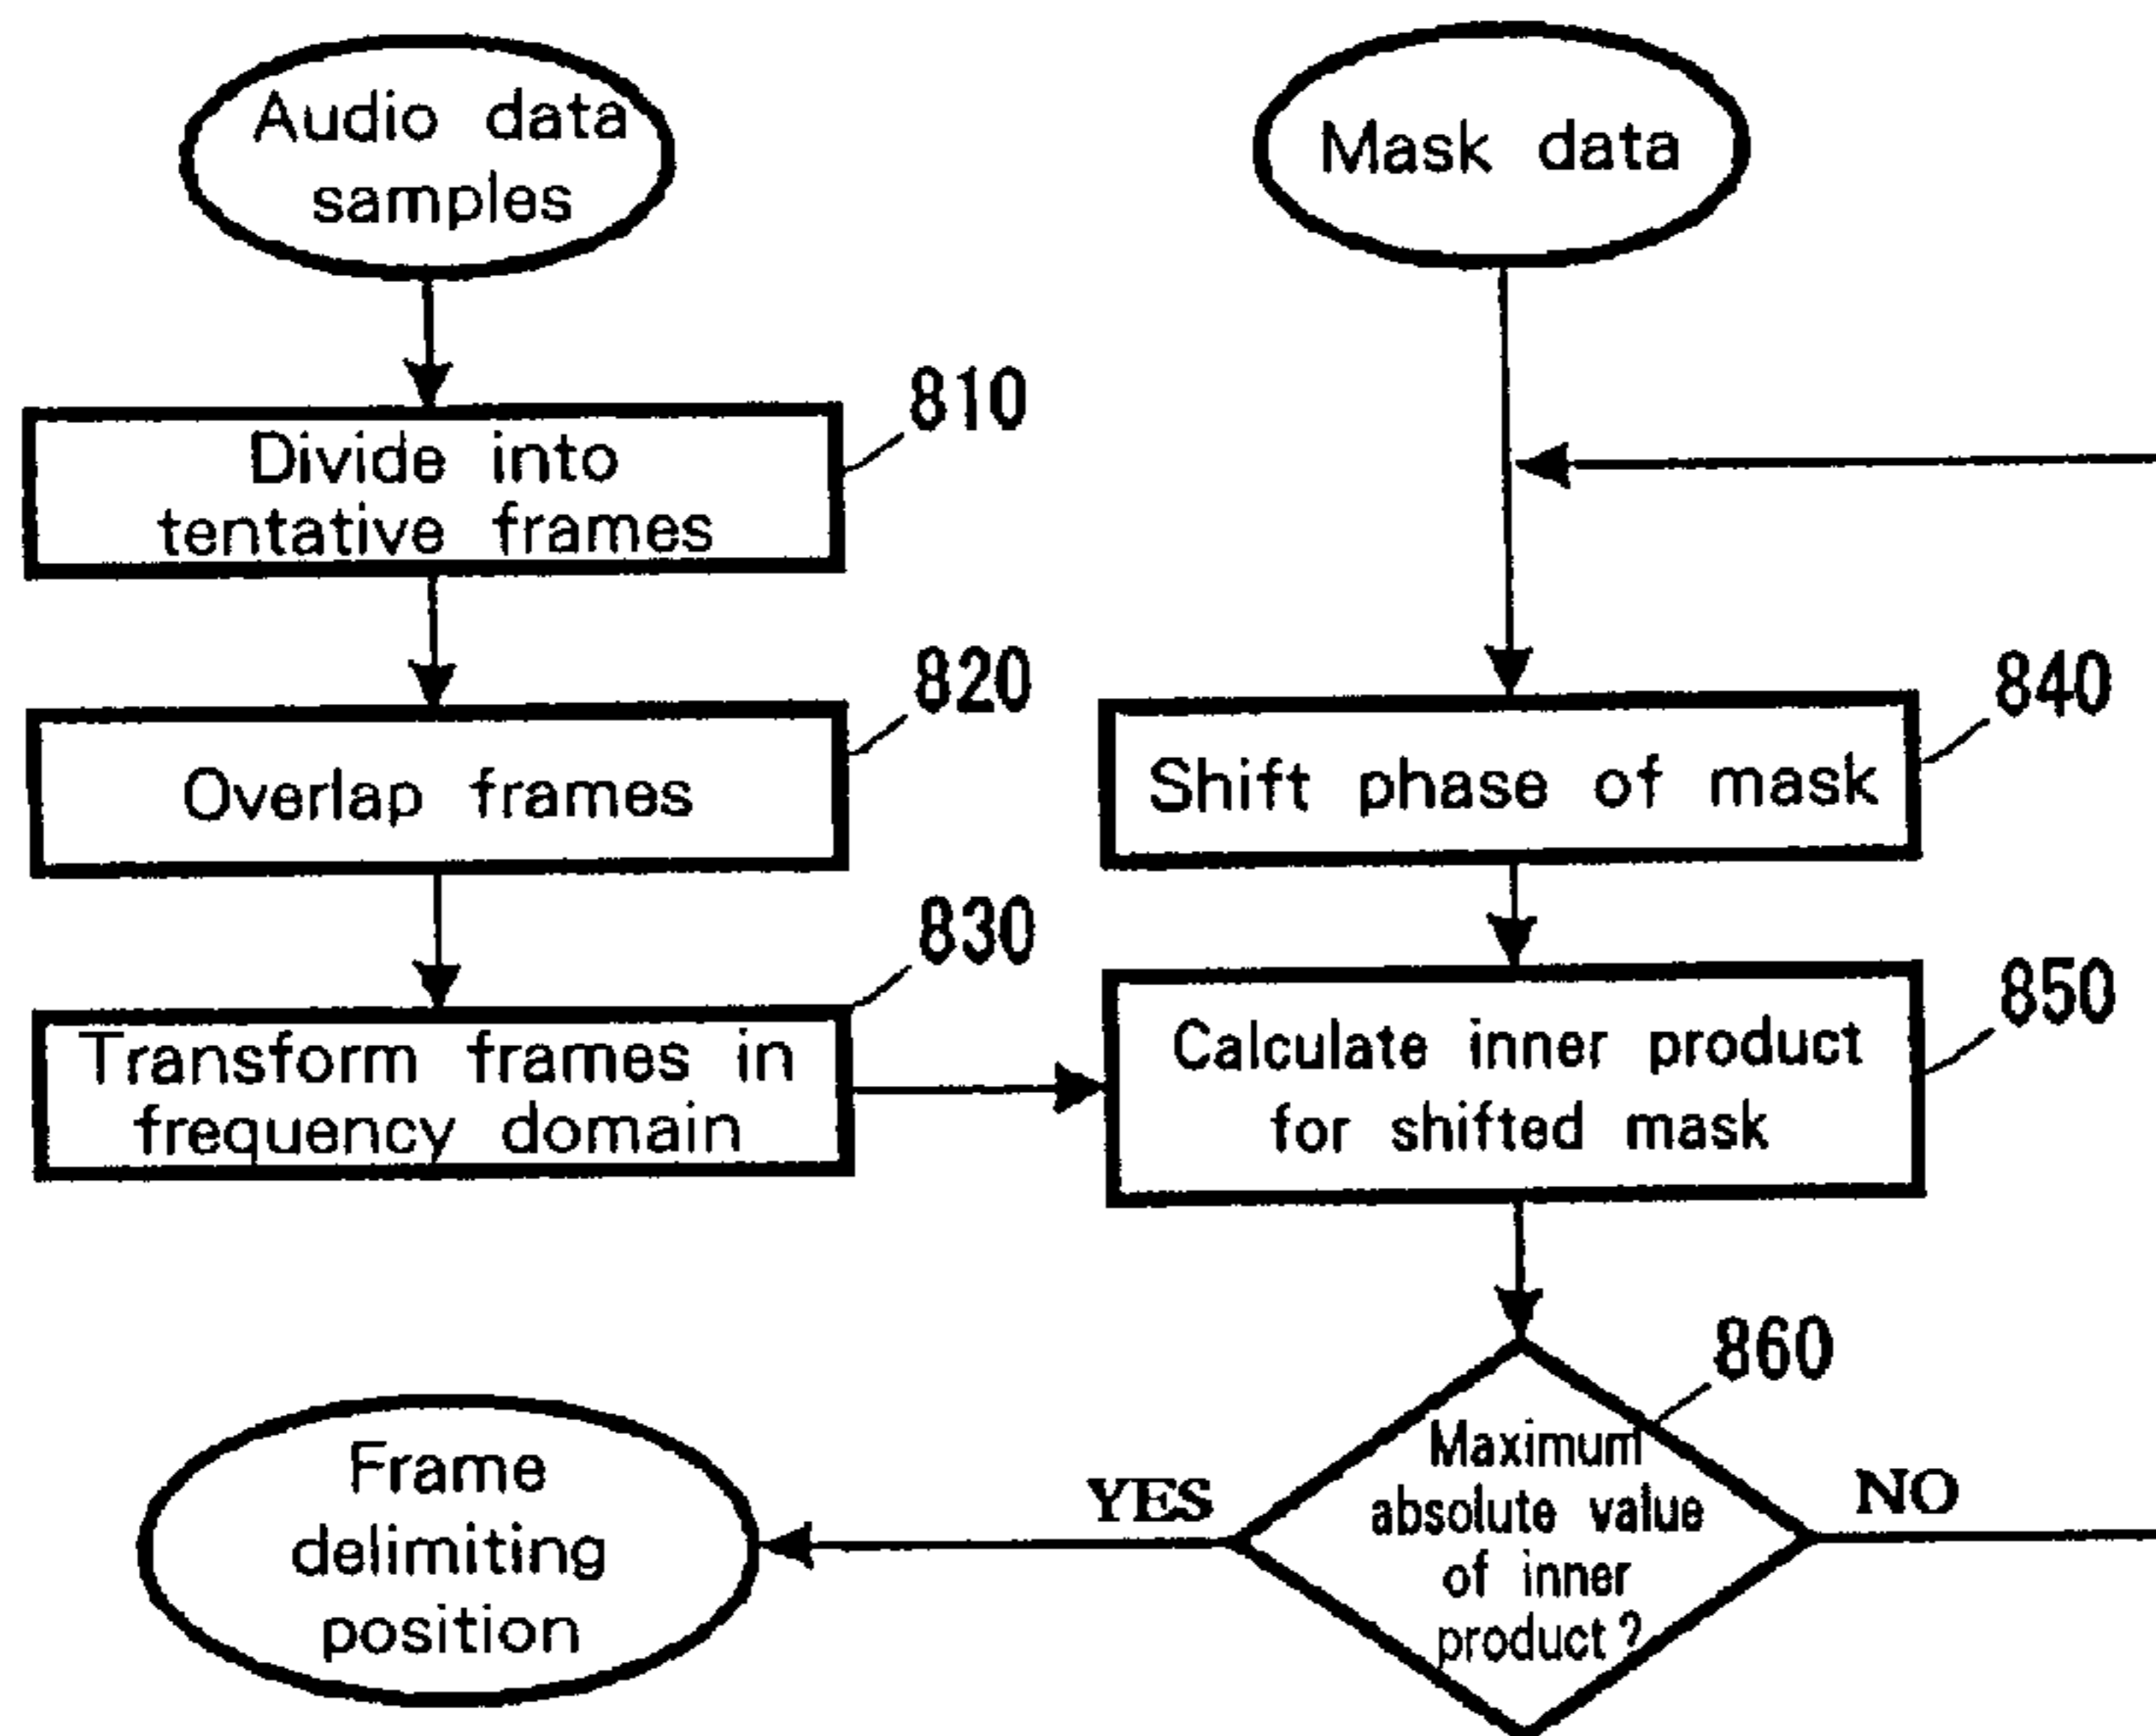 Audio data
samples
Mask data
810
Divide into
tentative frames
820
Overlap frames
840
Shift phase of mask
830
Transform frames in
frequency domain
850
Calculate inner product
for shifted mask
860
Maximum
absolute value
of inner
product?
YES
NO
Frame
delimiting
position